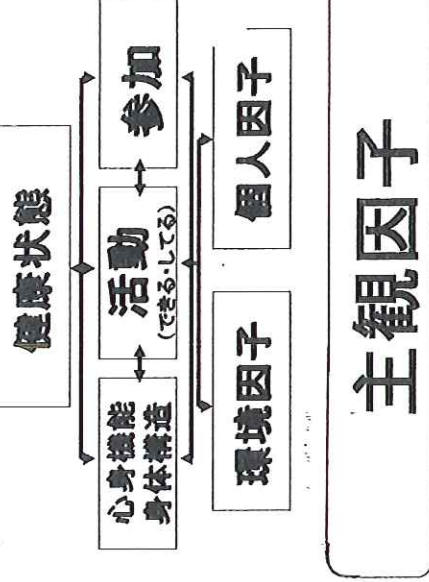 健康状態
心身機能
身体構造
活動
(できる・してる)
参加
環境因子
個人因子
主観因子